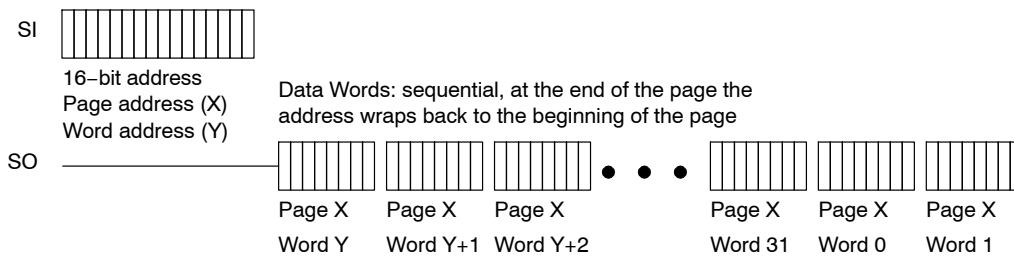 SI
16−bit address
Page address (X)
Word address (Y)
Data Words: sequential, at the end of the page the
address wraps back to the beginning of the page
SO
Page X Page X Page X Page X Page X Page X
Word Y Word Y+1 Word Y+2 Word 31 Word 0 Word 1